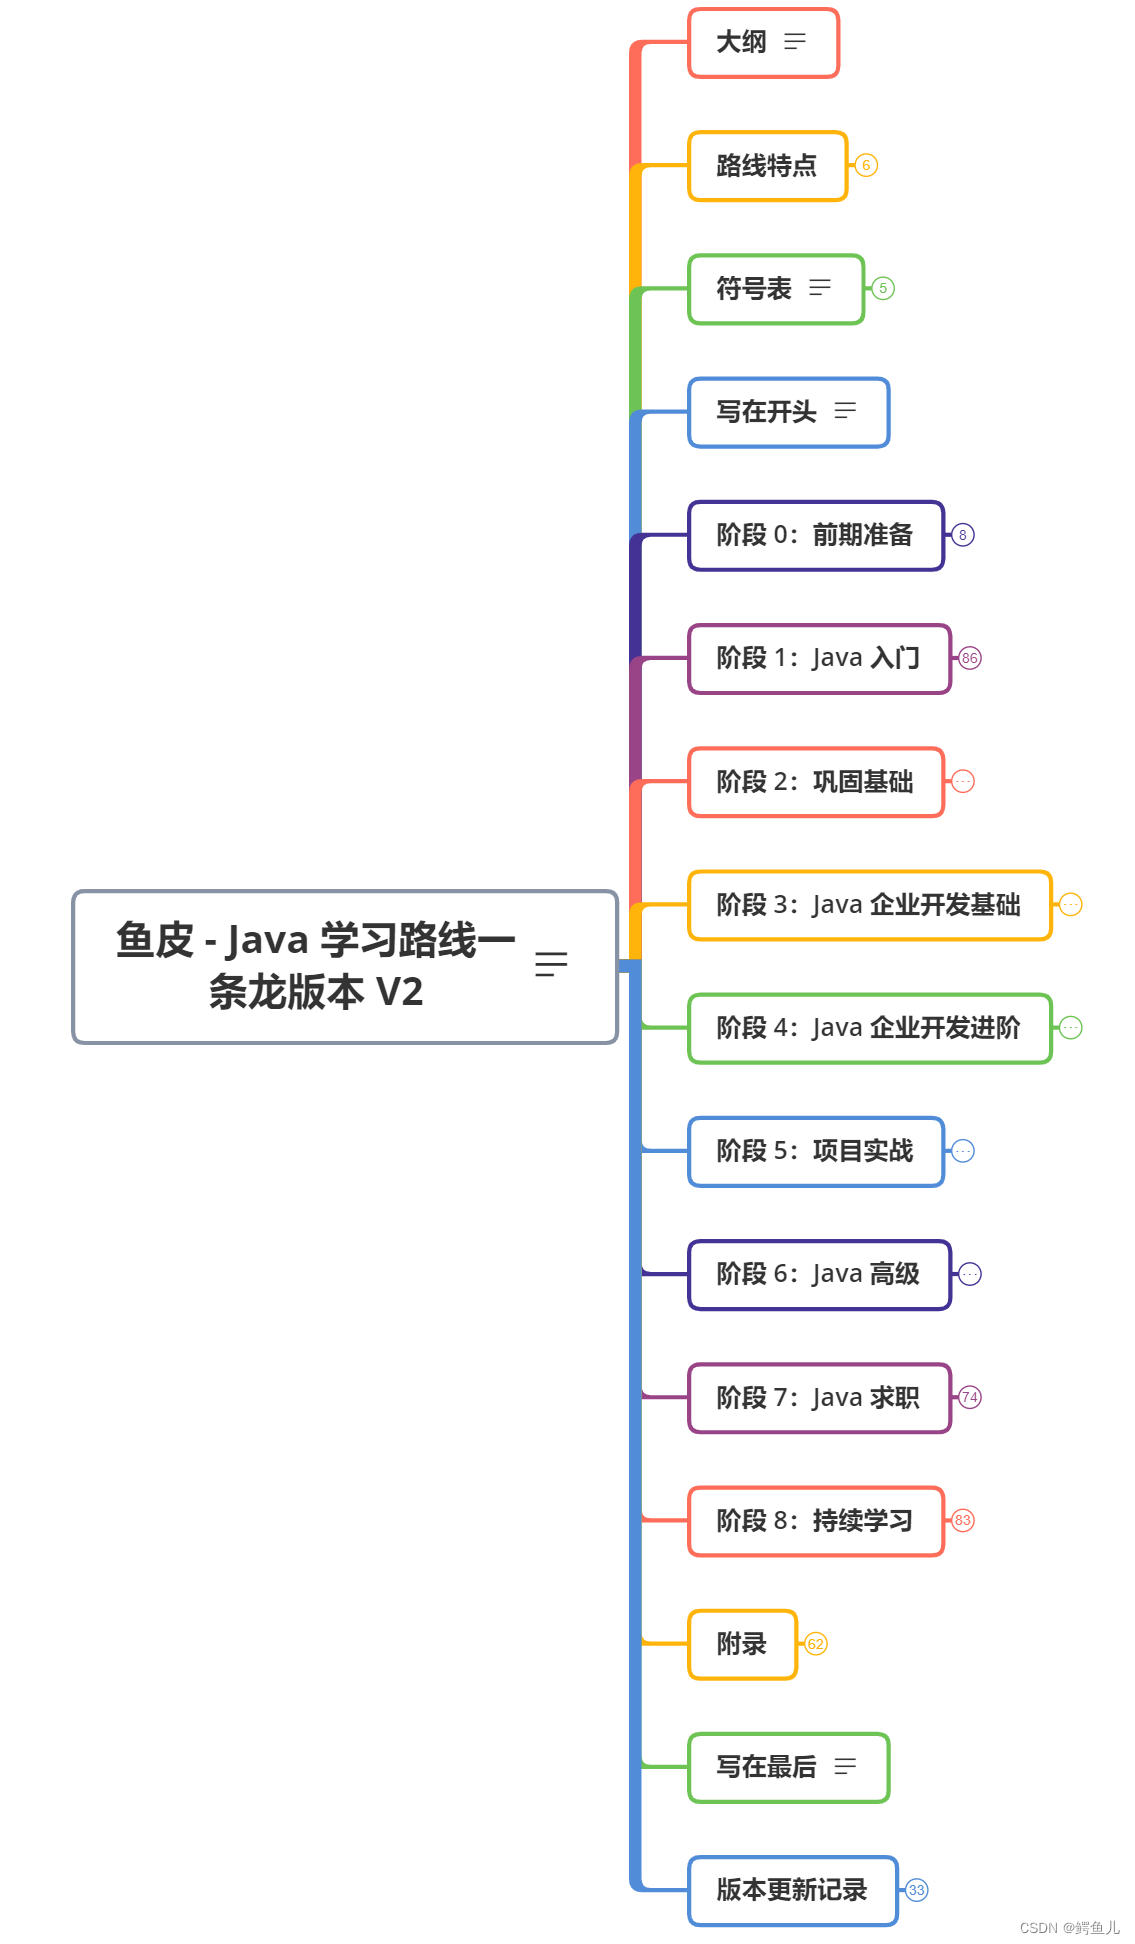 大纲
路线特点 6
符号表 5
写在开头
阶段 0：前期准备 8
阶段 1：Java 入门 86
阶段 2：巩固基础 ...
阶段 3：Java 企业开发基础 ...
鱼皮 - Java 学习路线一
条龙版本 V2
阶段 4：Java 企业开发进阶 ...
阶段 5：项目实战 ...
阶段 6：Java 高级 ...
阶段 7：Java 求职 74
阶段 8：持续学习 83
附录 62
写在最后
版本更新记录 33
CSDN @鳄鱼儿